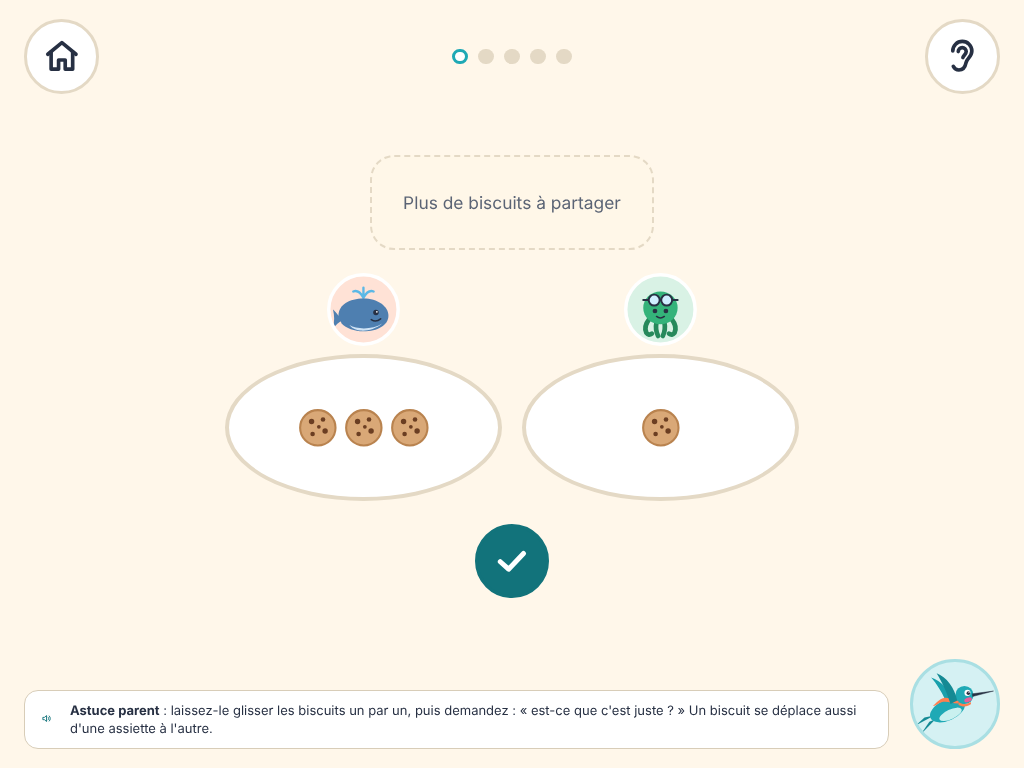 Plus de biscuits à partager
Astuce parent : laissez-le glisser les biscuits un par un, puis demandez : « est-ce que c'est juste ? » Un biscuit se déplace aussi
d'une assiette à l'autre.